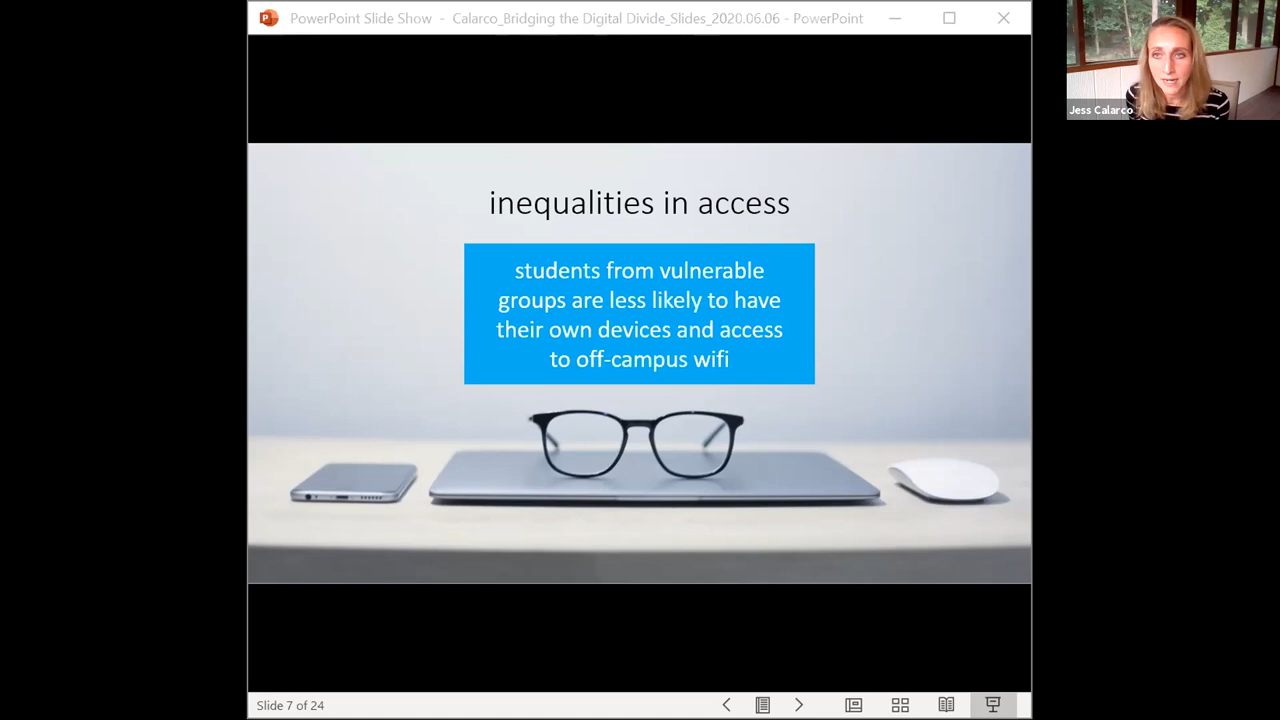 PowerPoint Slide Show - Calarco_Bridging the Digital Divide_Slides_2020.06.06 - PowerPoint
Jess Calarco
inequalities in access
students from vulnerable
groups are less likely to have
their own devices and access
to off-campus wifi
Slide 7 of 24